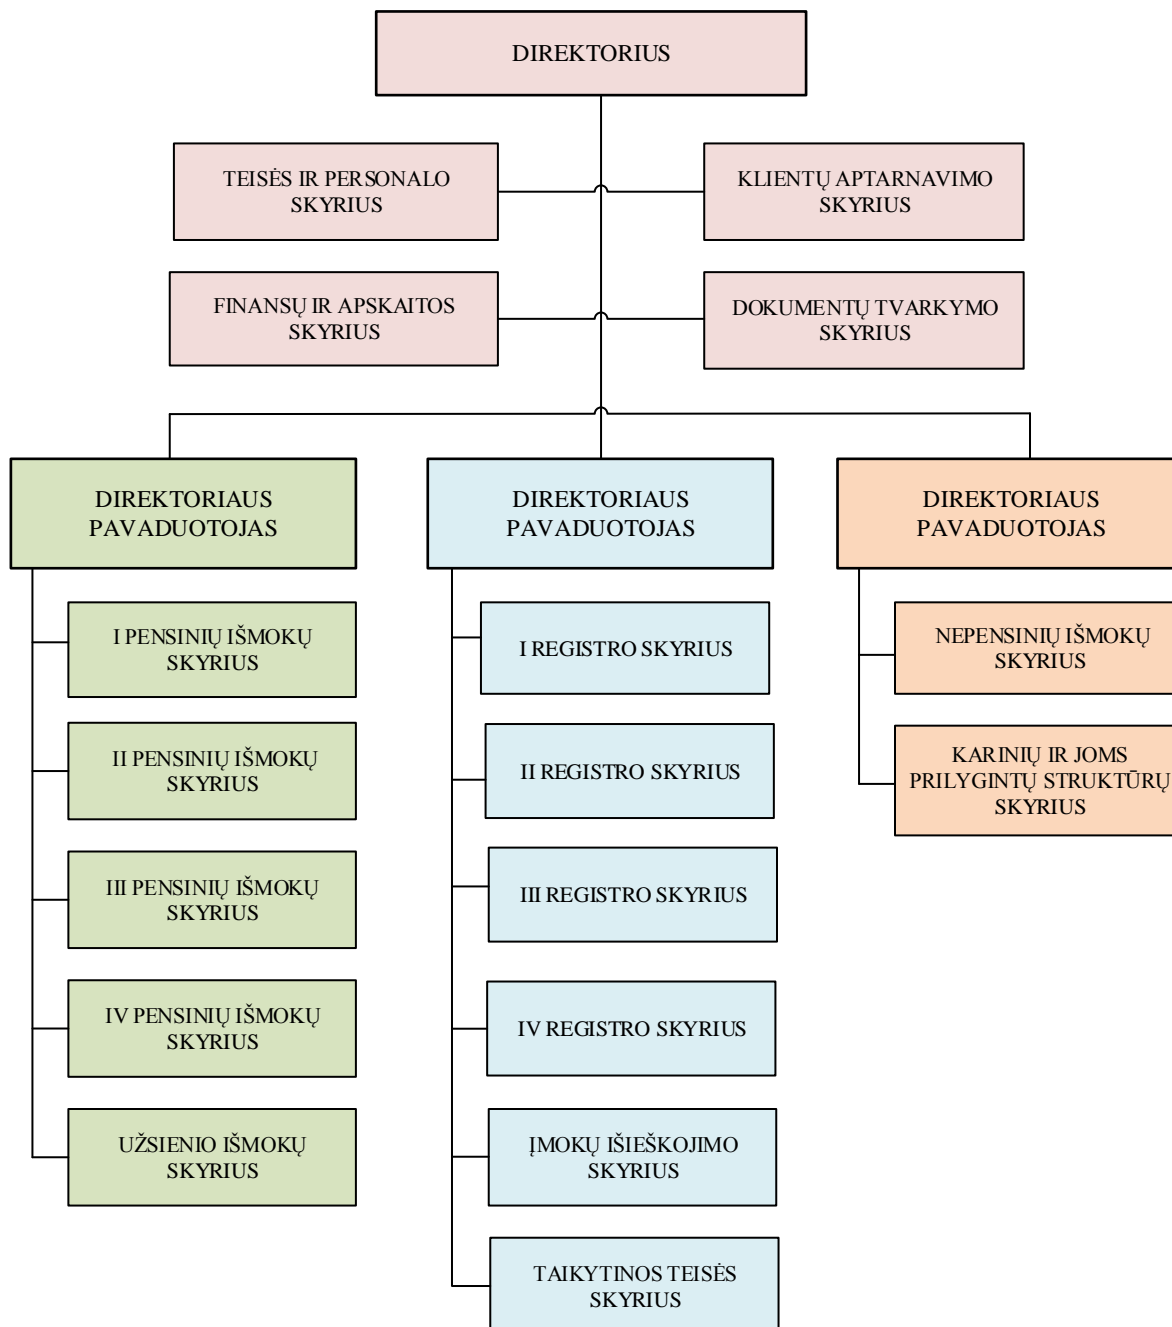 DIREKTORIUS
TEISĖS IR PERSONALO
SKYRIUS
KLIENTŲ APTARNAVIMO
SKYRIUS
FINANSŲ IR APSKAITOS
SKYRIUS
DOKUMENTŲ TVARKYMO
SKYRIUS
DIREKTORIAUS
PAVADUOTOJAS
I PENSINIŲ IŠMOKŲ
SKYRIUS
II PENSINIŲ IŠMOKŲ
SKYRIUS
III PENSINIŲ IŠMOKŲ
SKYRIUS
IV PENSINIŲ IŠMOKŲ
SKYRIUS
UŽSIENIO IŠMOKŲ
SKYRIUS
DIREKTORIAUS
PAVADUOTOJAS
I REGISTRO SKYRIUS
II REGISTRO SKYRIUS
III REGISTRO SKYRIUS
IV REGISTRO SKYRIUS
ĮMOKŲ IŠIEŠKOJIMO
SKYRIUS
TAIKYTINOS TEISĖS
SKYRIUS
DIREKTORIAUS
PAVADUOTOJAS
NEPENSINIŲ IŠMOKŲ
SKYRIUS
KARINIŲ IR JOMS
PRILYGINTŲ STRUKTŪRŲ
SKYRIUS